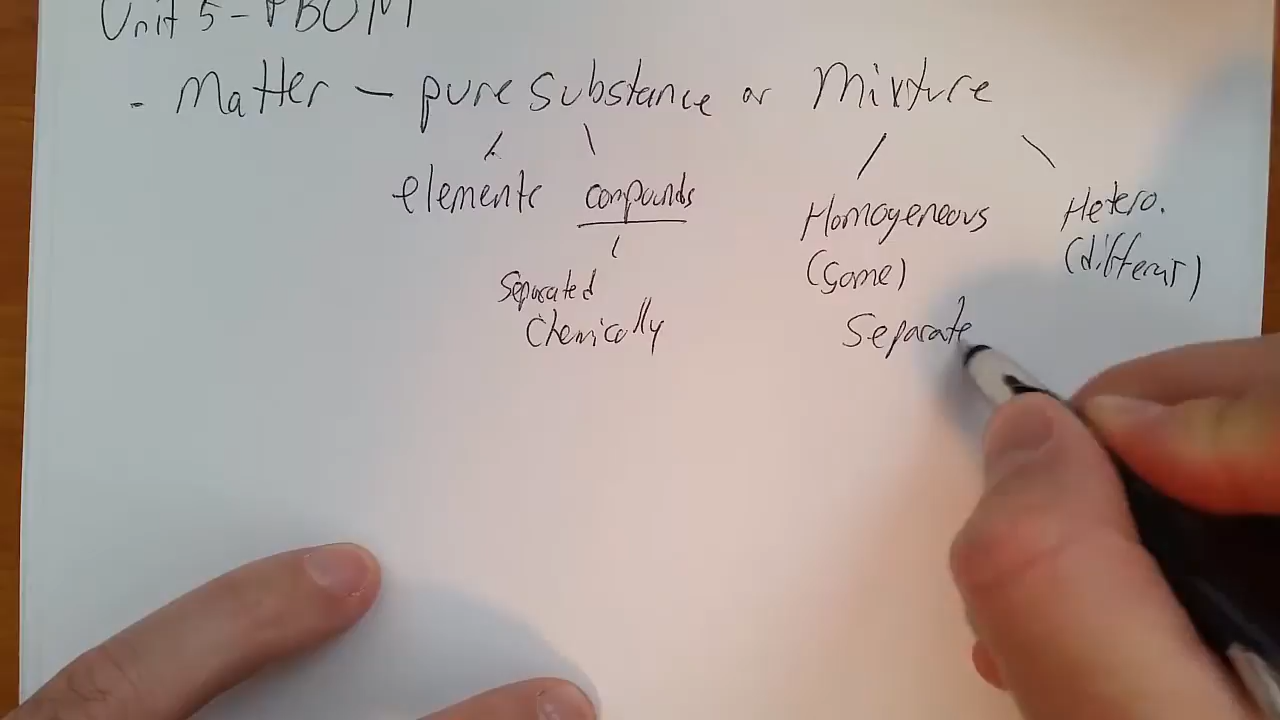 Unit 5 - PBOM
- Matter — pure substance or Mixture
elements compounds
Homogeneous Hetero.
(same) (different)
Separated
Chemically
Separate